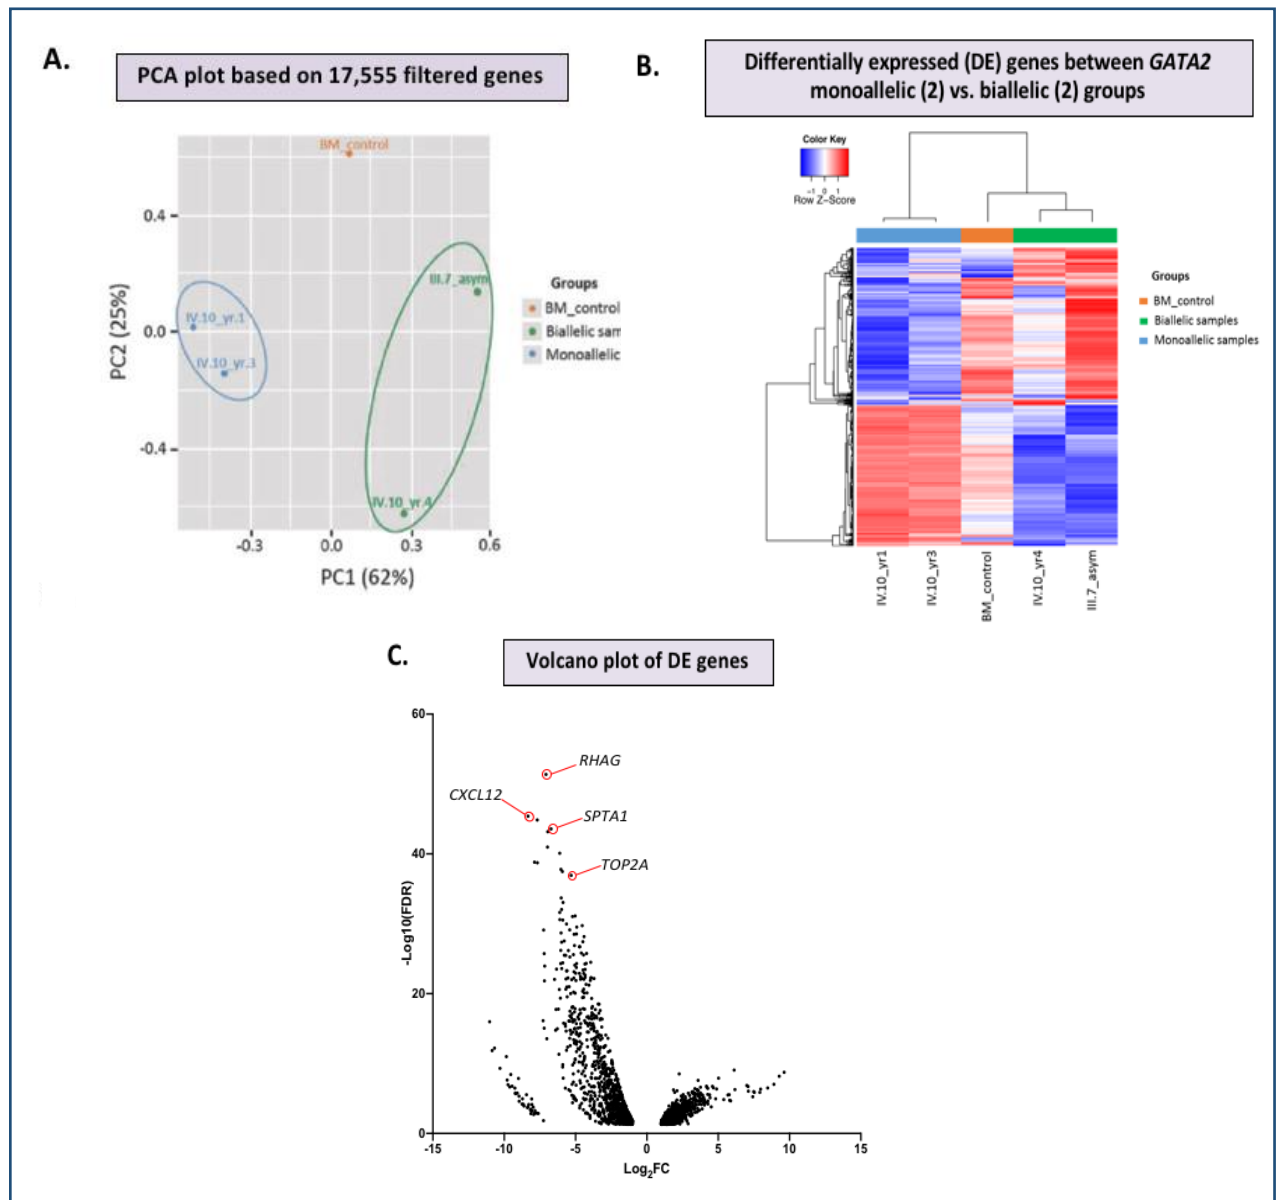 A.
PCA plot based on 17,555 filtered genes
BM_control
0.4
0.0
-0.4
PC2 (25%)
III.7_asym
IV.10_yr.1
IV.10_yr.3
IV.10_yr.4
-0.3
0.0
0.3
0.6
PC1 (62%)
Groups
BM_control
Biallelic sam
Monoallelic
B.
Differentially expressed (DE) genes between GATA2
monoallelic (2) vs. biallelic (2) groups
Color Key
-1 0 1
Row Z-Score
Groups
BM_control
Biallelic samples
Monoallelic samples
IV.10_yr1
IV.10_yr3
BM_control
IV.10_yr4
III.7_asym
C.
Volcano plot of DE genes
60
40
20
0
-Log10(FDR)
RHAG
CXCL12
SPTA1
TOP2A
-15
-10
-5
0
5
10
15
Log2FC